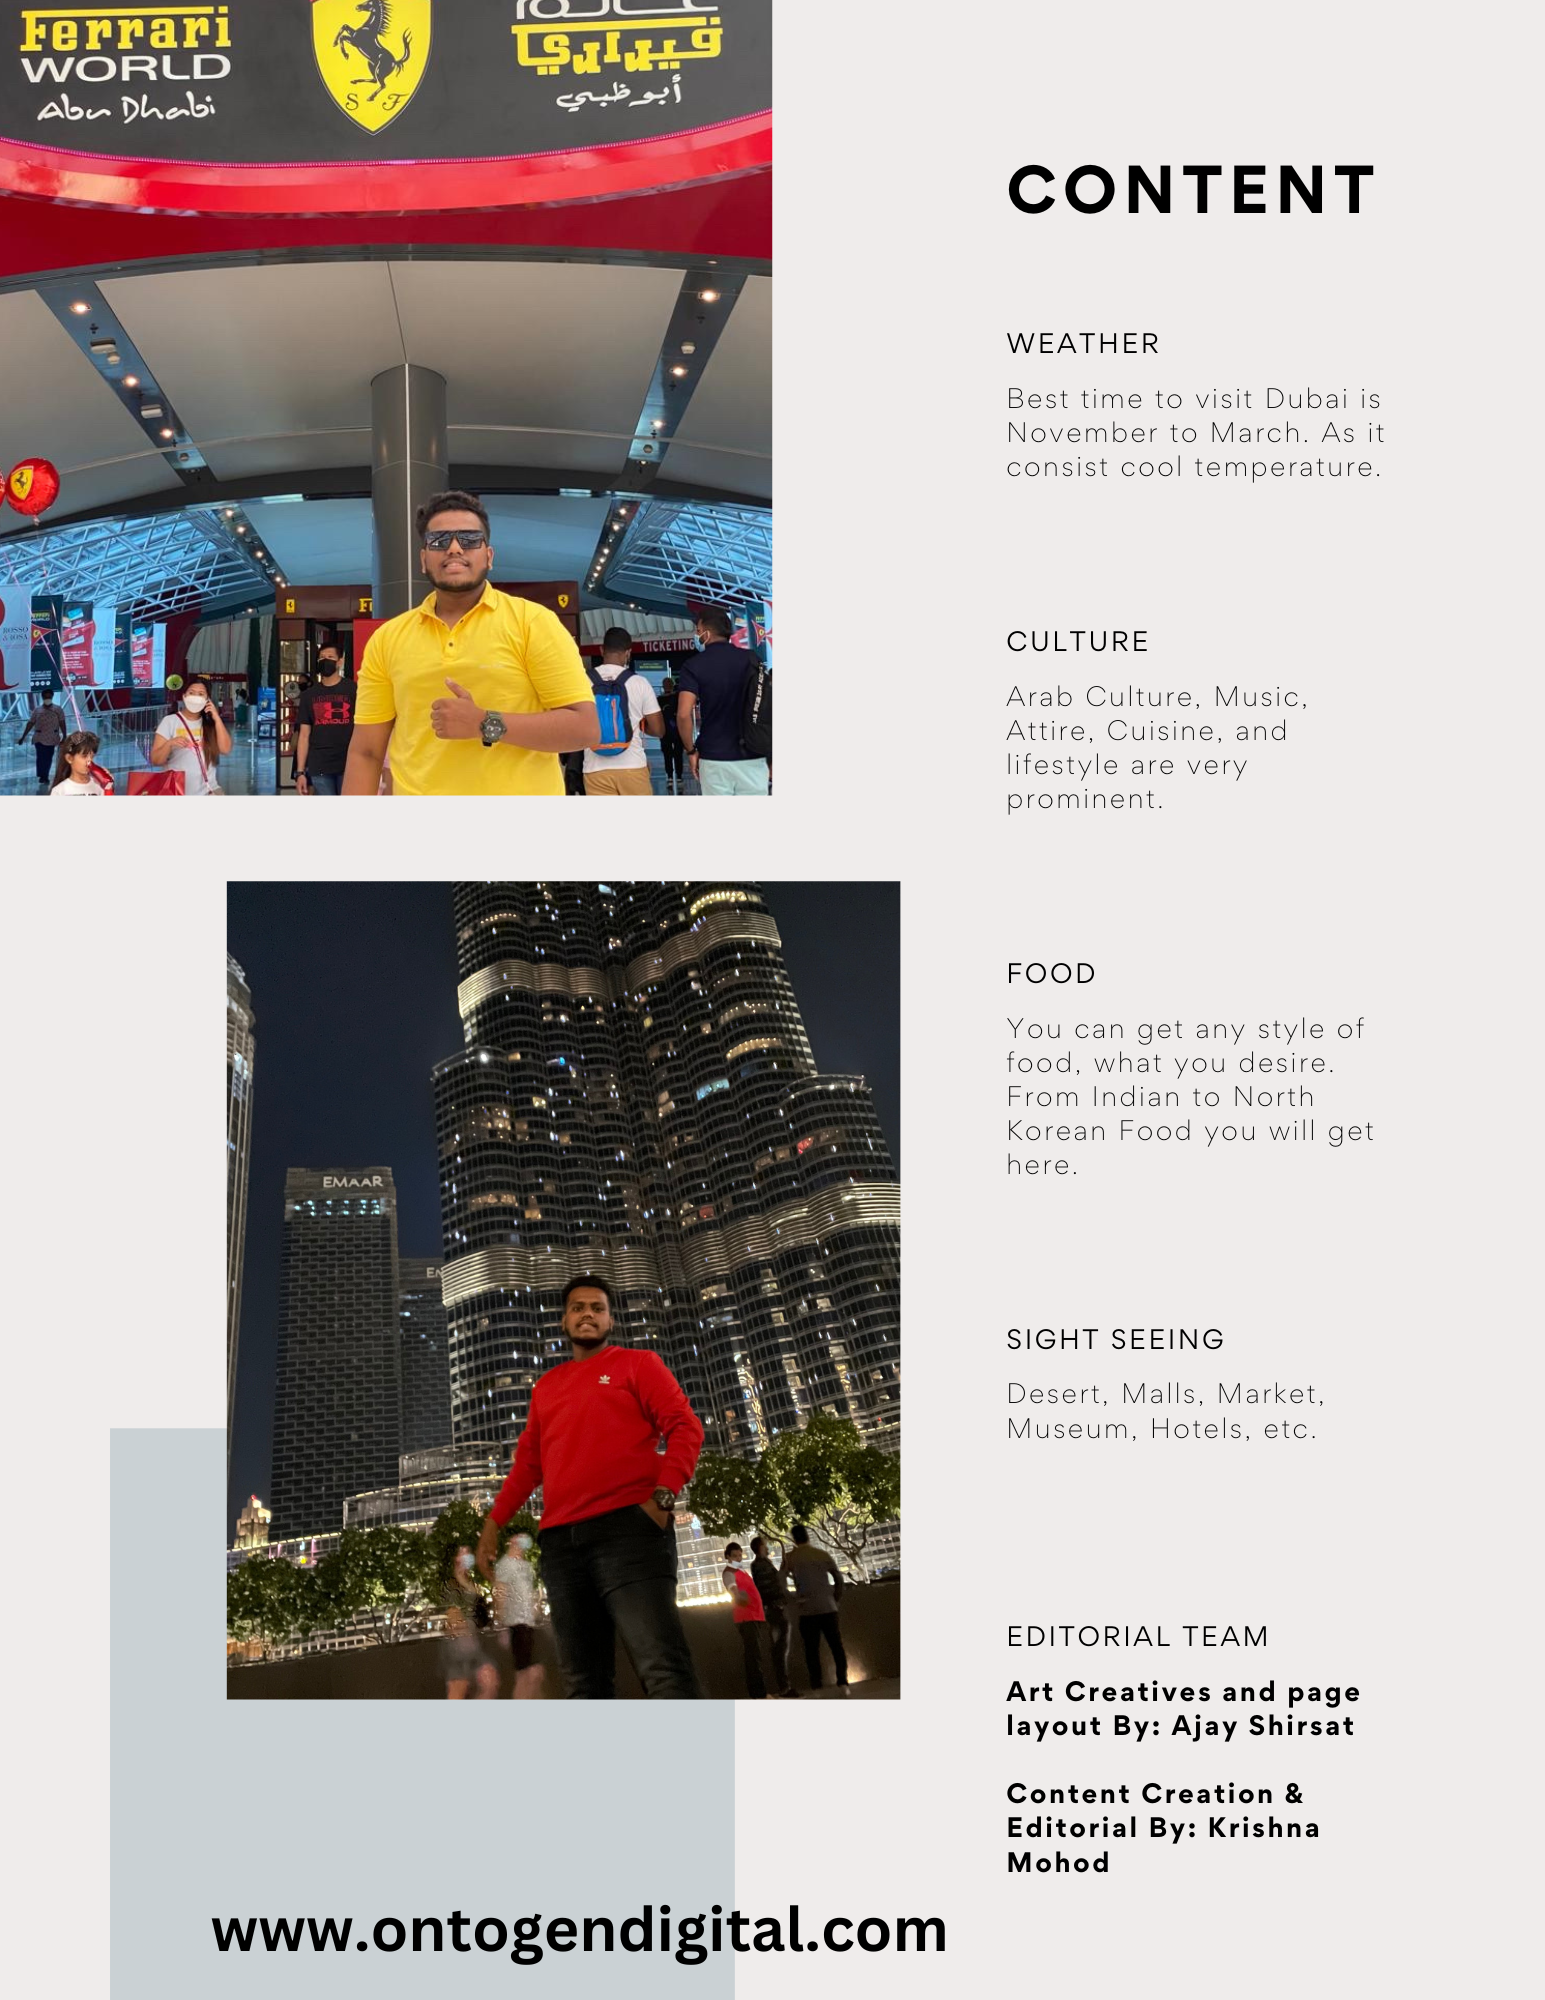 Ferrari
WORLD
Abu Dhabi
S F
فيراري
أبو ظبي
TICKETING
ARMOUR
CONTENT
WEATHER
Best time to visit Dubai is
November to March. As it
consist cool temperature.
CULTURE
Arab Culture, Music,
Attire, Cuisine, and
lifestyle are very
prominent.
FOOD
You can get any style of
food, what you desire.
From Indian to North
Korean Food you will get
here.
EMAAR
SIGHT SEEING
Desert, Malls, Market,
Museum, Hotels, etc.
EDITORIAL TEAM
Art Creatives and page
layout By: Ajay Shirsat
Content Creation &
Editorial By: Krishna
Mohod
www.ontogendigital.com